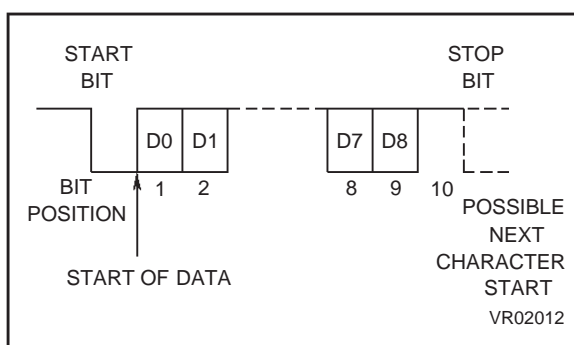 START
BIT
STOP
BIT
D0 D1 D7 D8
BIT
POSITION
1 2 8 9 10
START OF DATA
POSSIBLE
NEXT
CHARACTER
START
VR02012